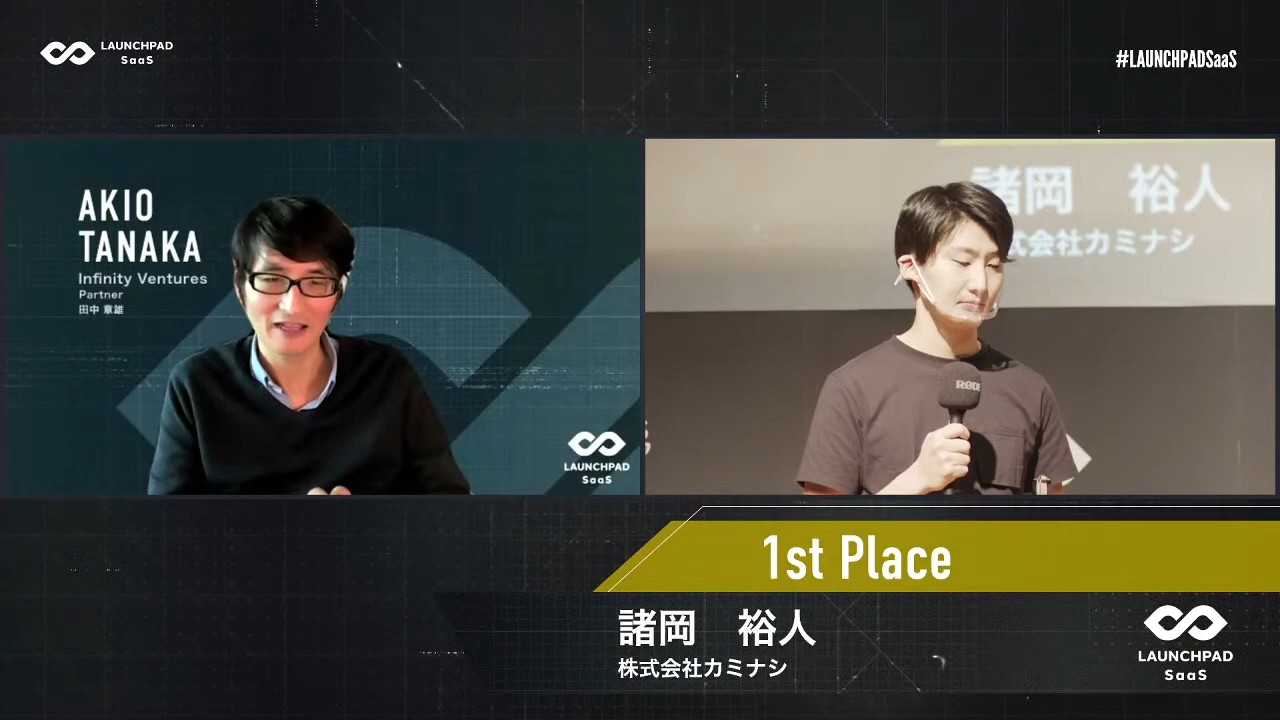 LAUNCHPAD
SaaS
#LAUNCHPADSaaS
AKIO
TANAKA
Infinity Ventures
Partner
田中 章雄
LAUNCHPAD
SaaS
諸岡 裕人
式会社カミナシ
RØDE
1st Place
諸岡 裕人
株式会社カミナシ
LAUNCHPAD
SaaS